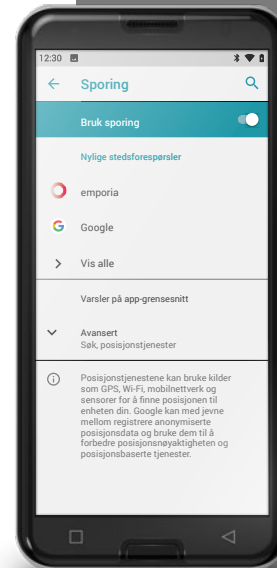 12:30
Sporing
Bruk sporing
Nylige stedsforespørsler
emporia
Google
Vis alle
Varsler på app-grensesnitt
Avansert
Søk, posisjonstjenester
Posisjonstjenestene kan bruke kilder
som GPS, Wi-Fi, mobilnettverk og
sensorer for å finne posisjonen til
enheten din. Google kan med jevne
mellom registrere anonymiserte
posisjonsdata og bruke dem til å
forbedre posisjonsnøyaktigheten og
posisjonsbaserte tjenester.